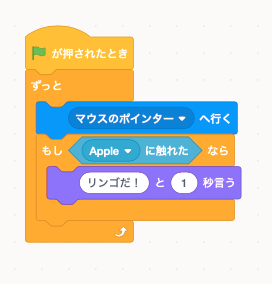 が押されたとき
ずっと
マウスのポインター へ行く
もし Apple に触れた なら
リンゴだ！ と 1 秒言う